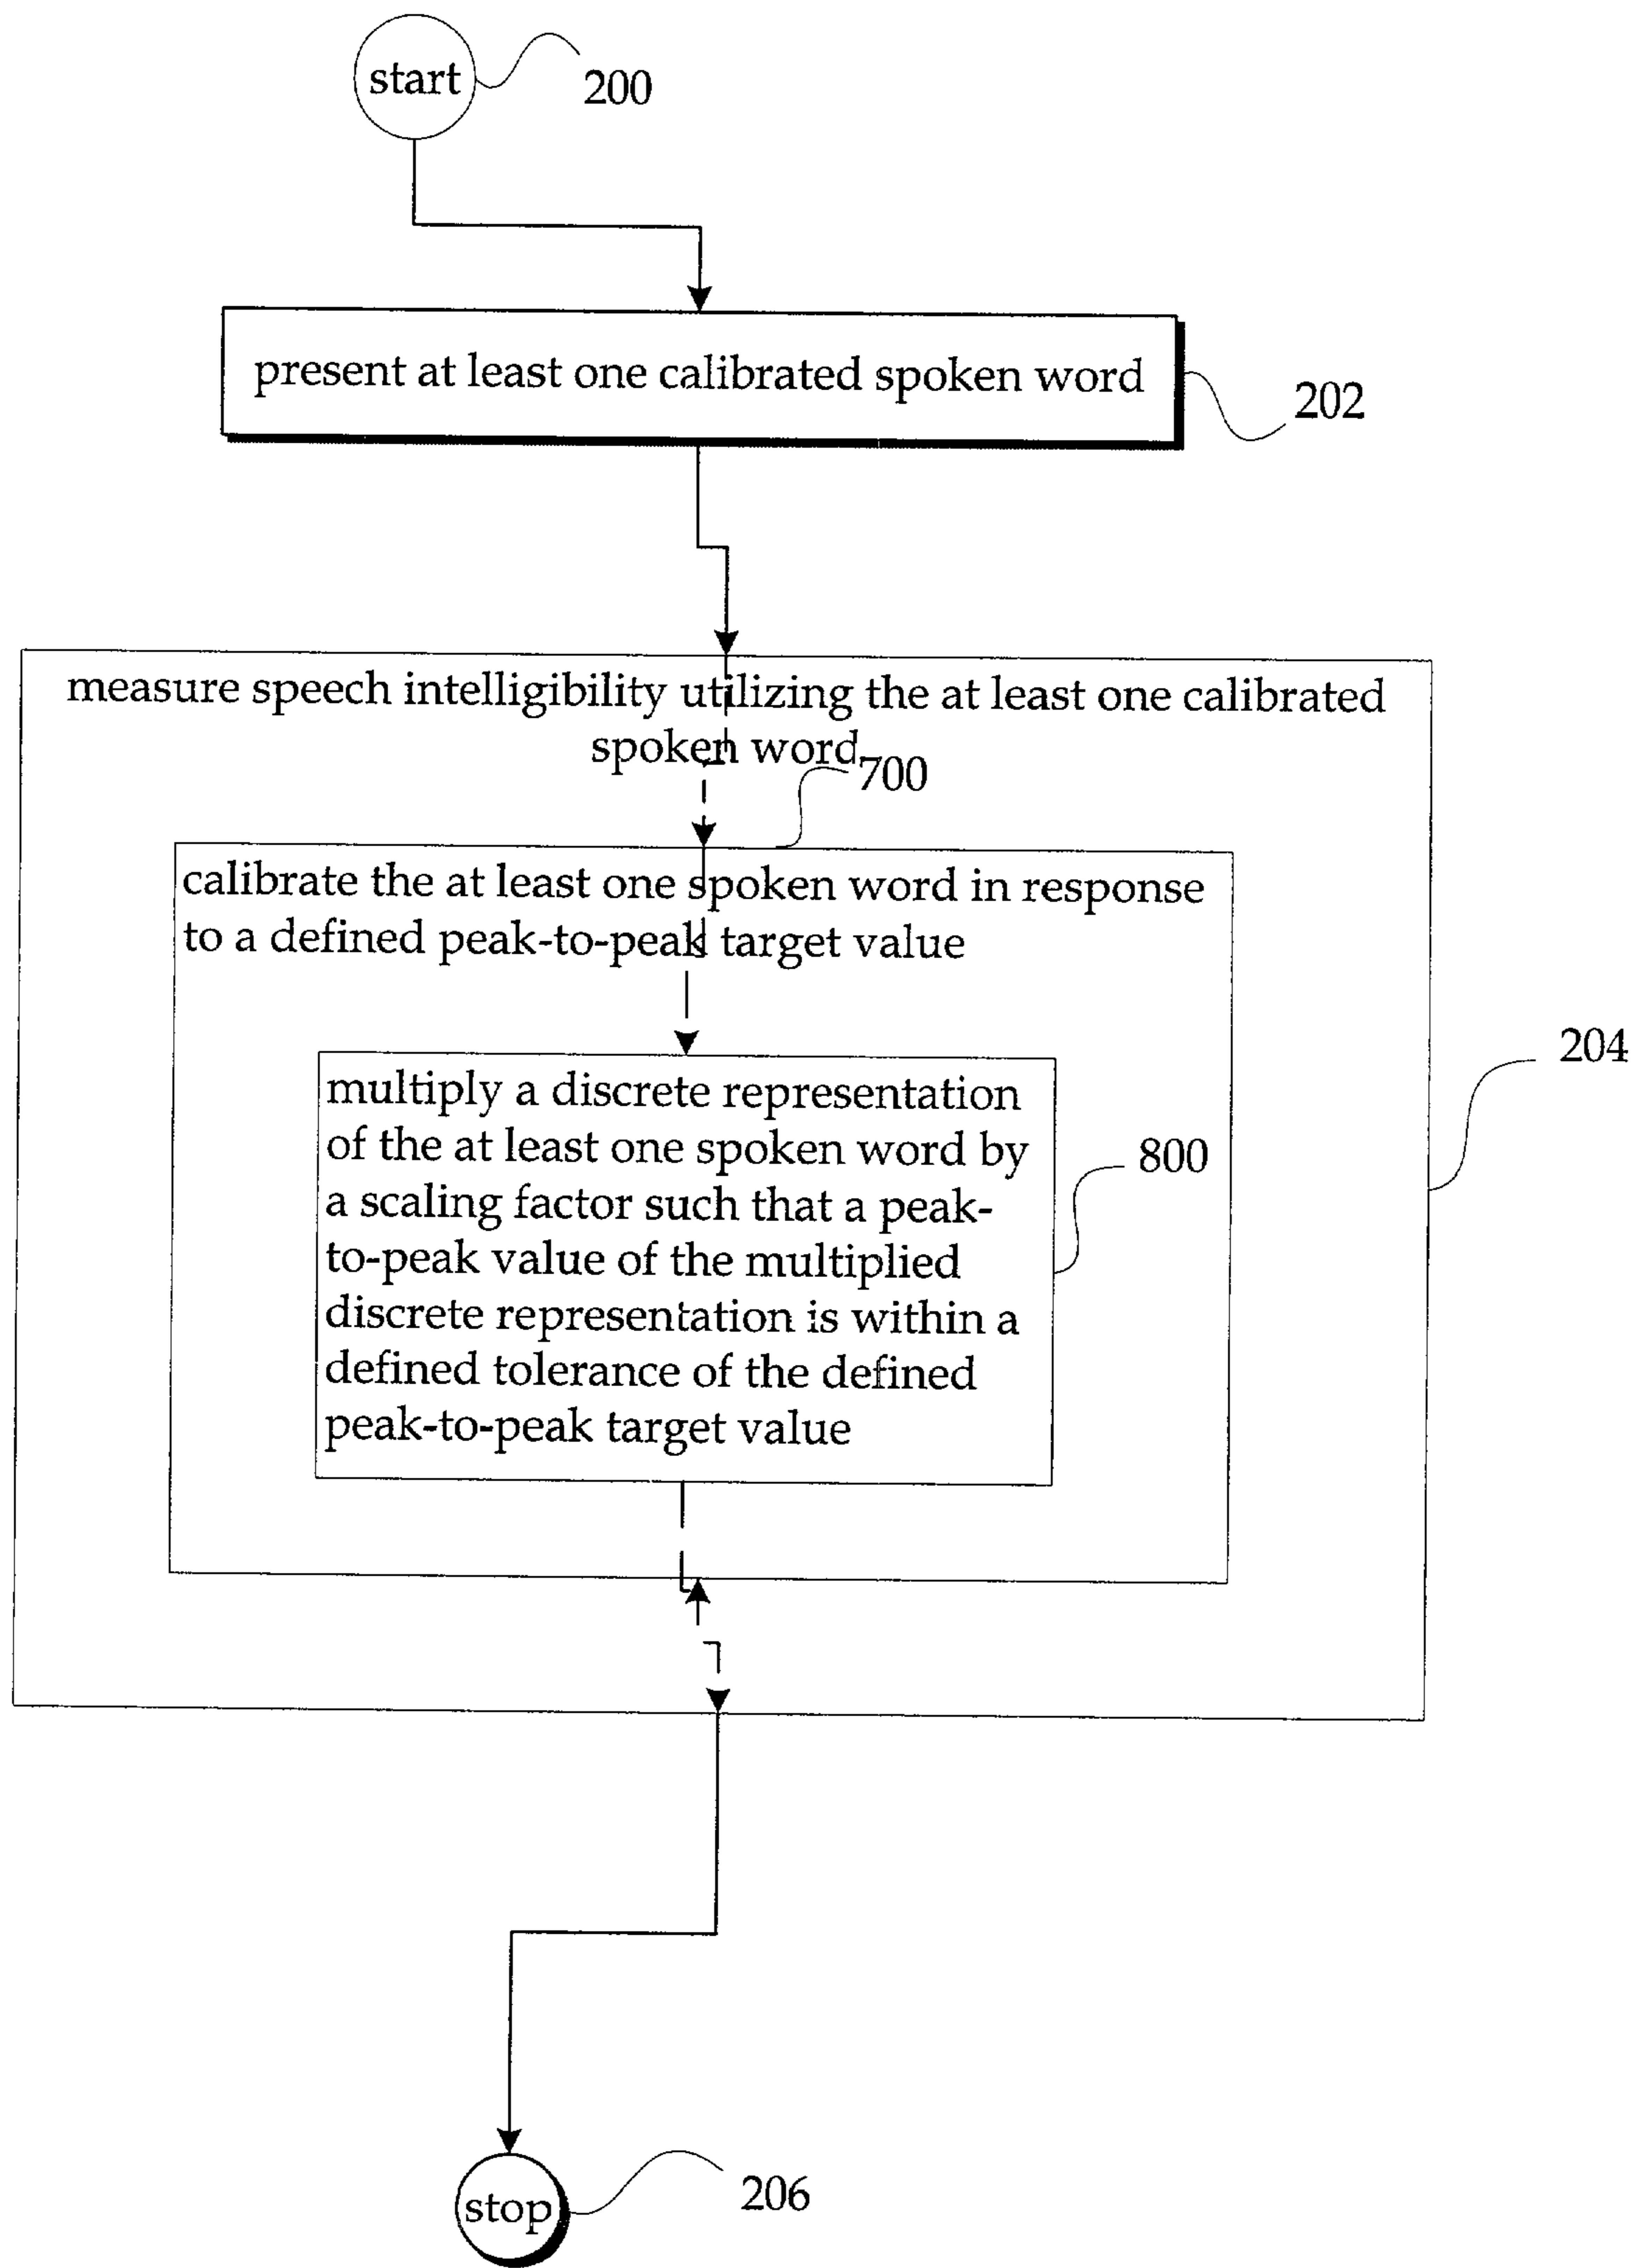 start
200
present at least one calibrated spoken word
202
measure speech intelligibility utilizing the at least one calibrated
spoken word
700
calibrate the at least one spoken word in response
to a defined peak-to-peak target value
204
multiply a discrete representation
of the at least one spoken word by
a scaling factor such that a peak-
to-peak value of the multiplied
discrete representation is within a
defined tolerance of the defined
peak-to-peak target value
800
stop
206